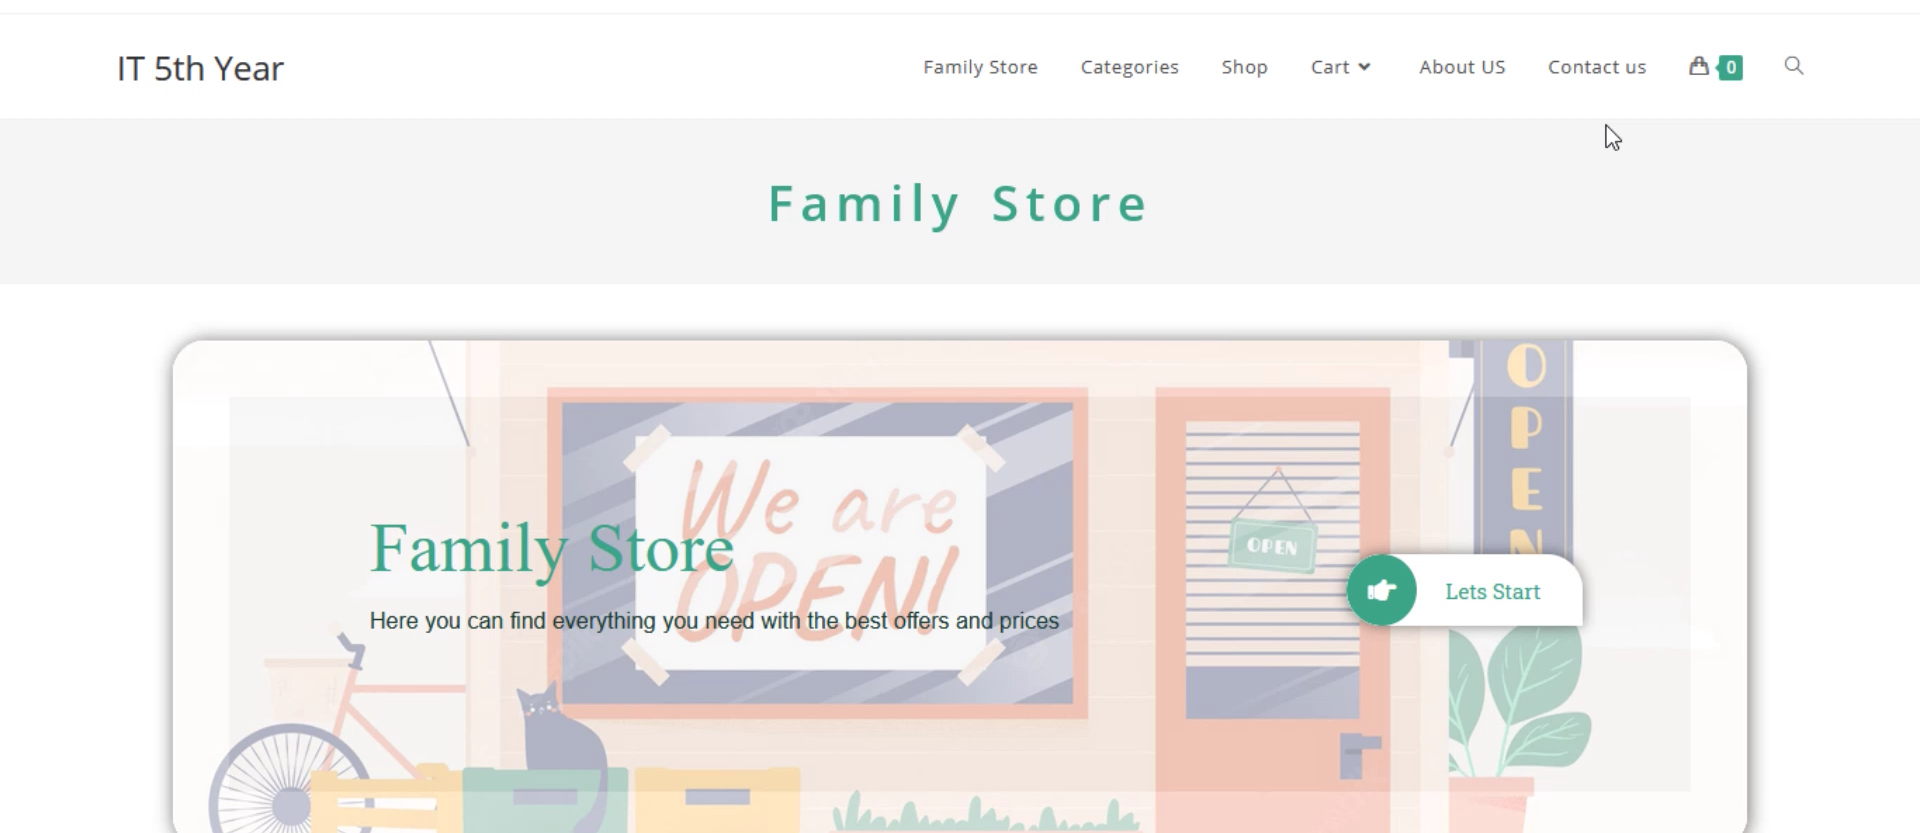 IT 5th Year
Family Store Categories Shop Cart About US Contact us 0
Family Store
We are
OPEN!
OPEN
OPEN
Family Store
Here you can find everything you need with the best offers and prices
Lets Start